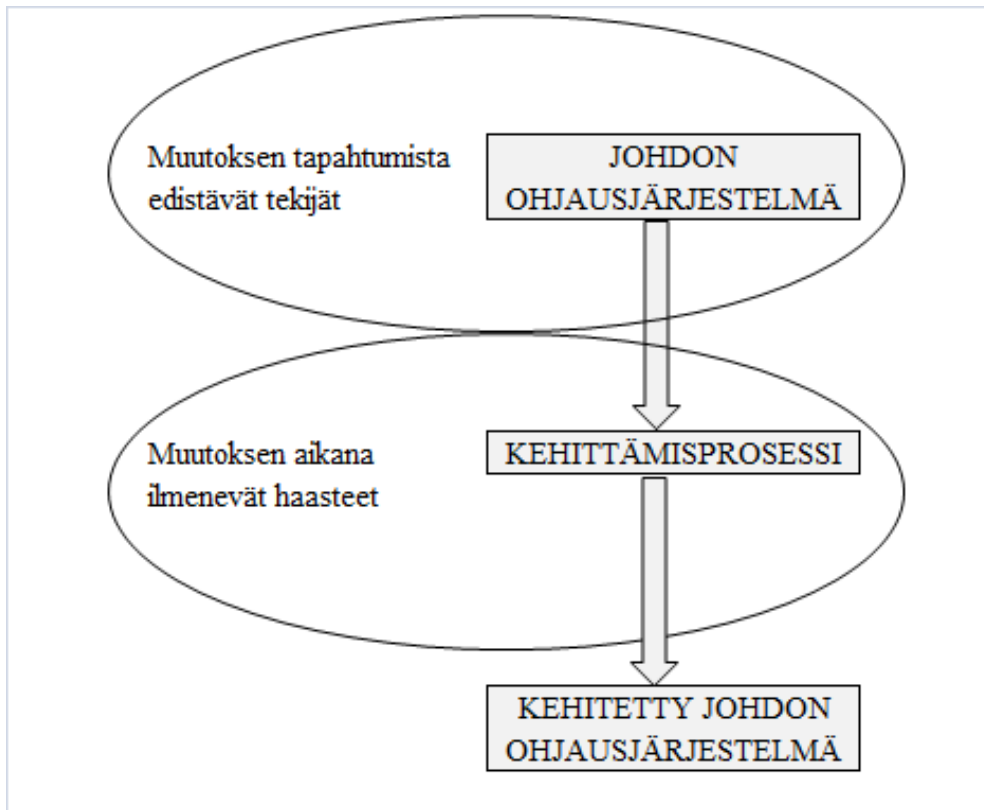 Muutoksen tapahtumista
edistävät tekijät
JOHDON
OHJAUSJÄRJESTELMÄ
Muutoksen aikana
ilmenevät haasteet
KEHITTÄMISPROSESSI
KEHITETTY JOHDON
OHJAUSJÄRJESTELMÄ